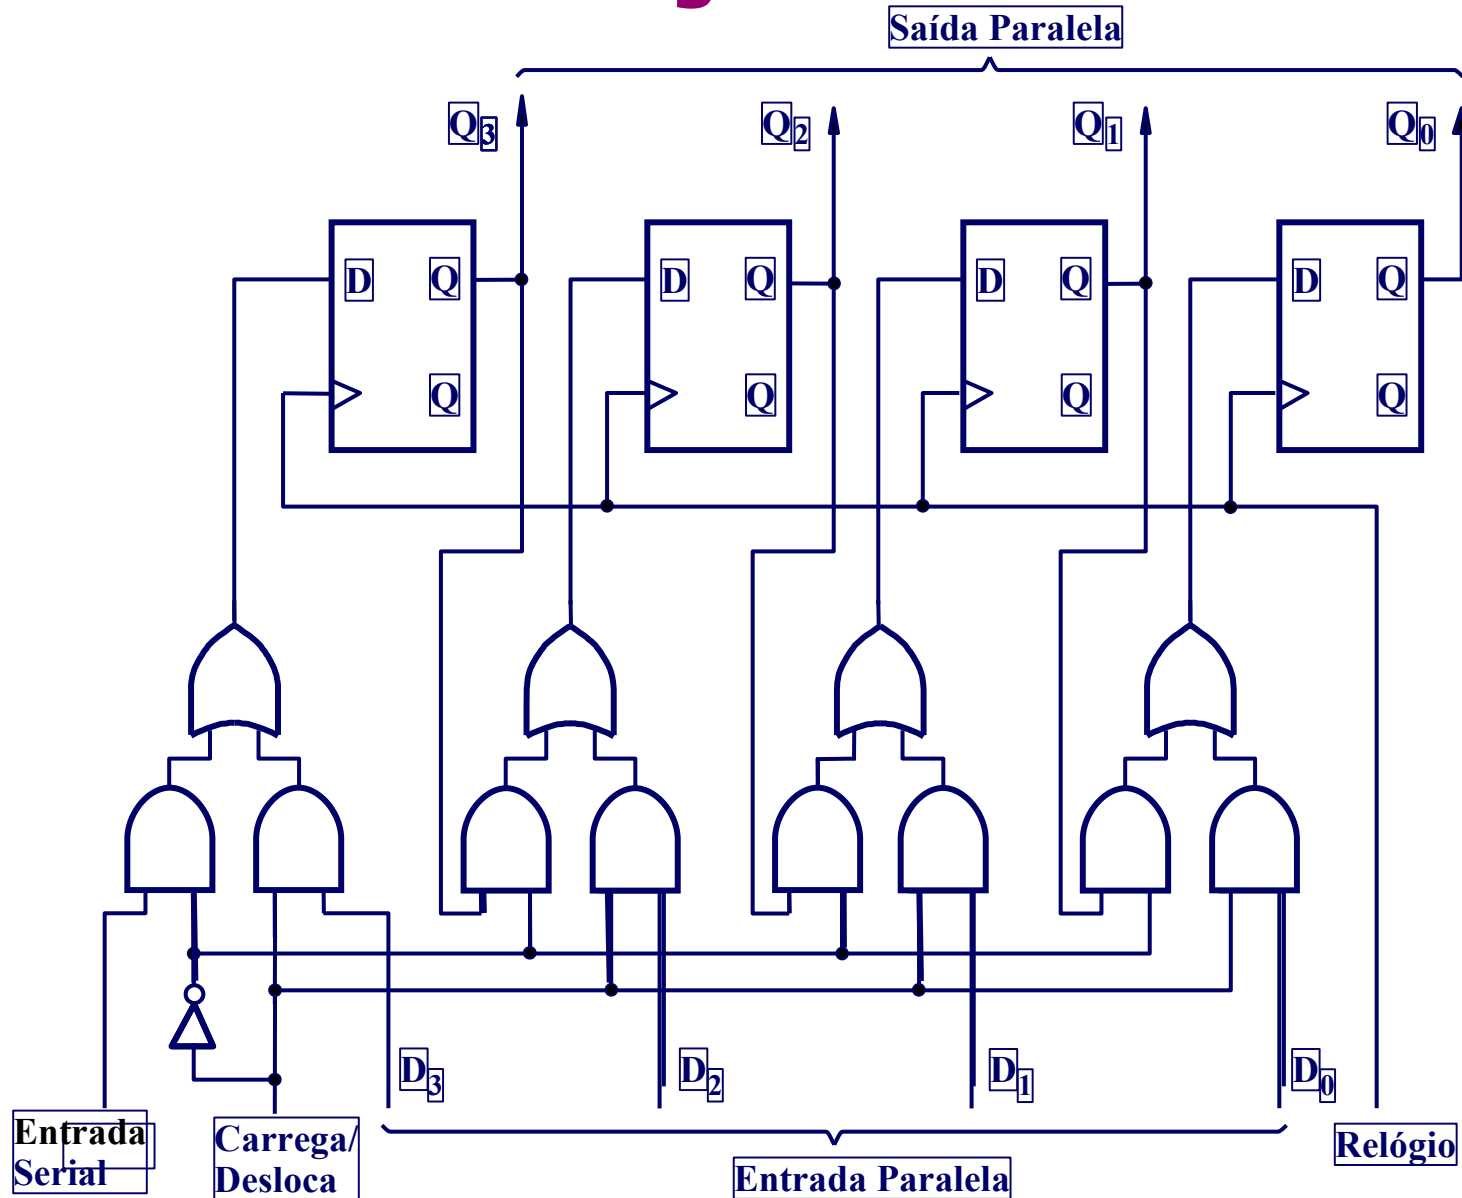 Saída Paralela
Q3 Q2 Q1 Q0
D Q D Q D Q D Q
Q Q Q Q
D3 D2 D1 D0
Entrada
Serial
Carrega/
Desloca
Entrada Paralela
Relógio